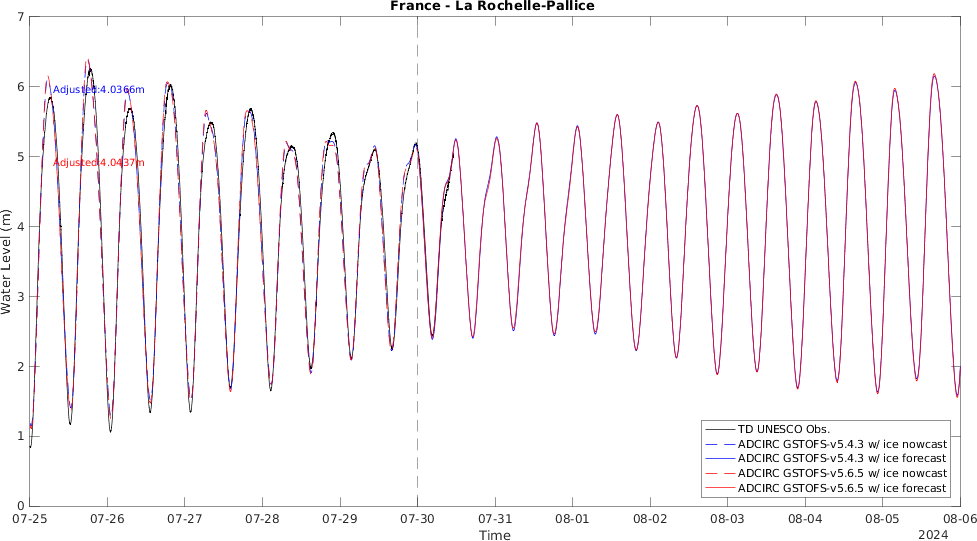 France - La Rochelle-Pallice
7
6
5
4
3
2
1
0
Water Level (m)
Adjusted:4.0366m
Adjusted:4.0437m
TD UNESCO Obs.
ADCIRC GSTOFS-v5.4.3 w/ ice nowcast
ADCIRC GSTOFS-v5.4.3 w/ ice forecast
ADCIRC GSTOFS-v5.6.5 w/ ice nowcast
ADCIRC GSTOFS-v5.6.5 w/ ice forecast
07-25 07-26 07-27 07-28 07-29 07-30 07-31 08-01 08-02 08-03 08-04 08-05 08-06
Time
2024